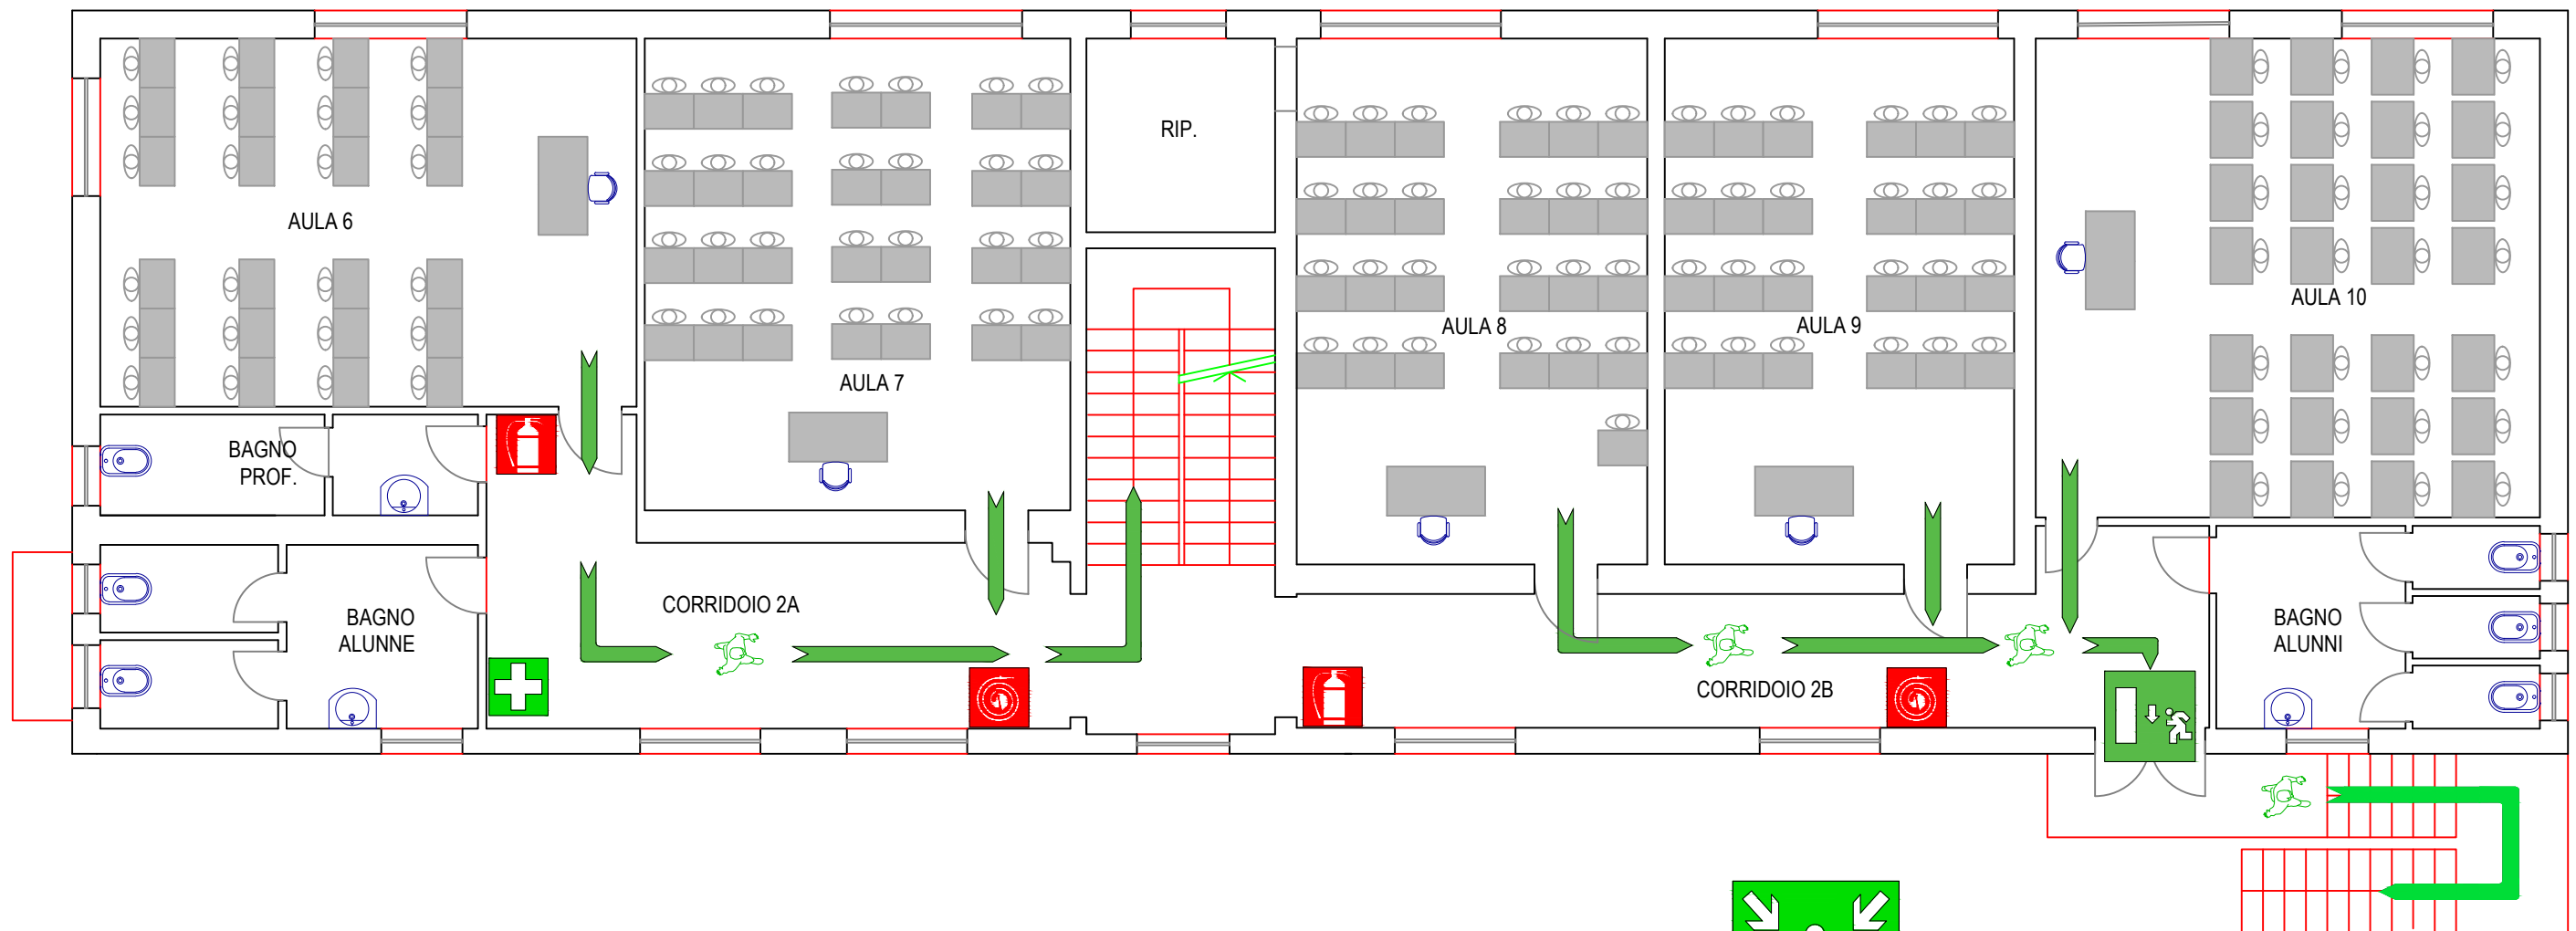 RIP.
AULA 6
AULA 7
AULA 8
AULA 9
AULA 10
BAGNO
PROF.
CORRIDOIO 2A
BAGNO
ALUNNE
CORRIDOIO 2B
BAGNO
ALUNNI